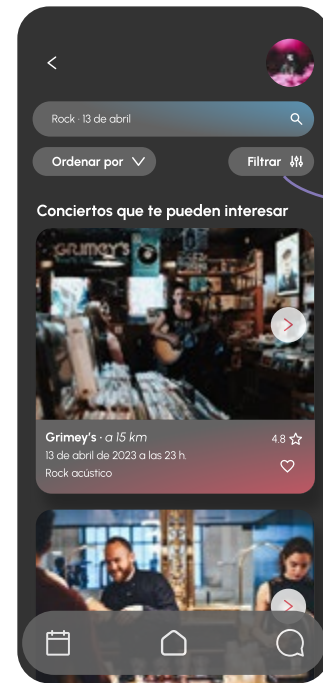 Rock · 13 de abril
Ordenar por
Filtrar
Conciertos que te pueden interesar
GRIMEY'S
Grimey's · a 15 km
4.8
13 de abril de 2023 a las 23 h.
Rock acústico